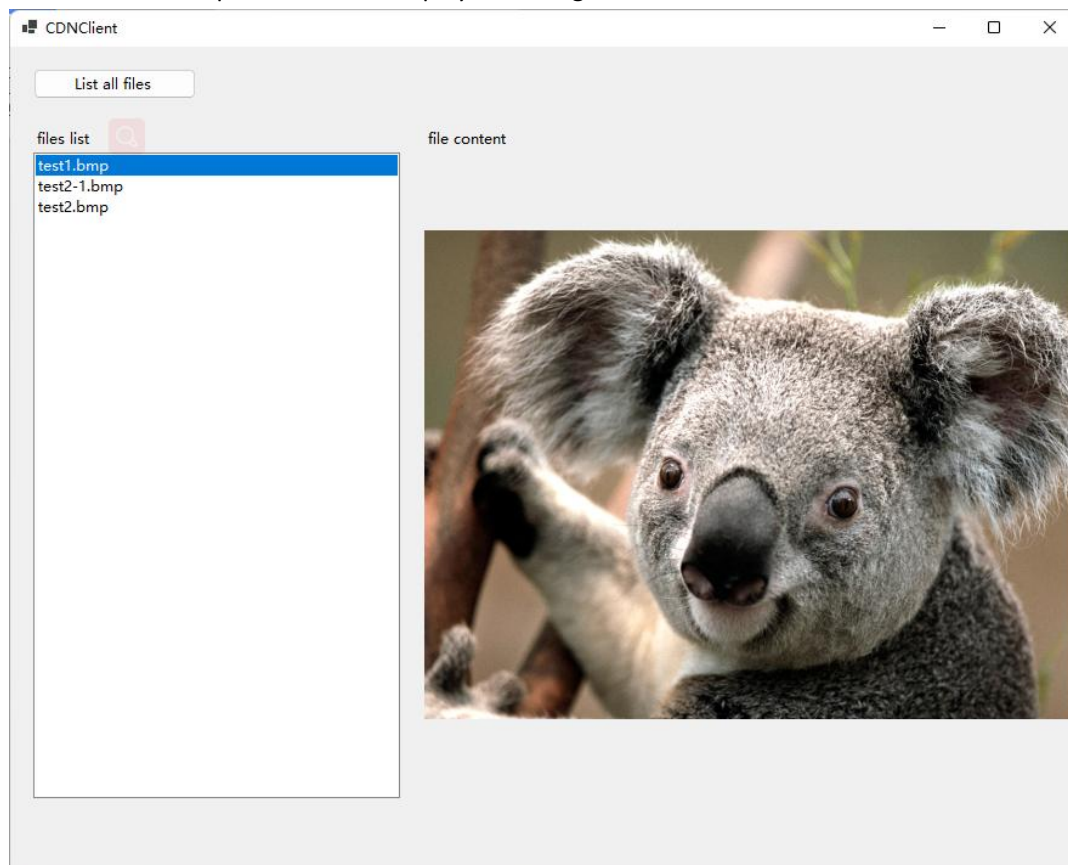 CDNClient
List all files
files list
file content
test1.bmp
test2-1.bmp
test2.bmp